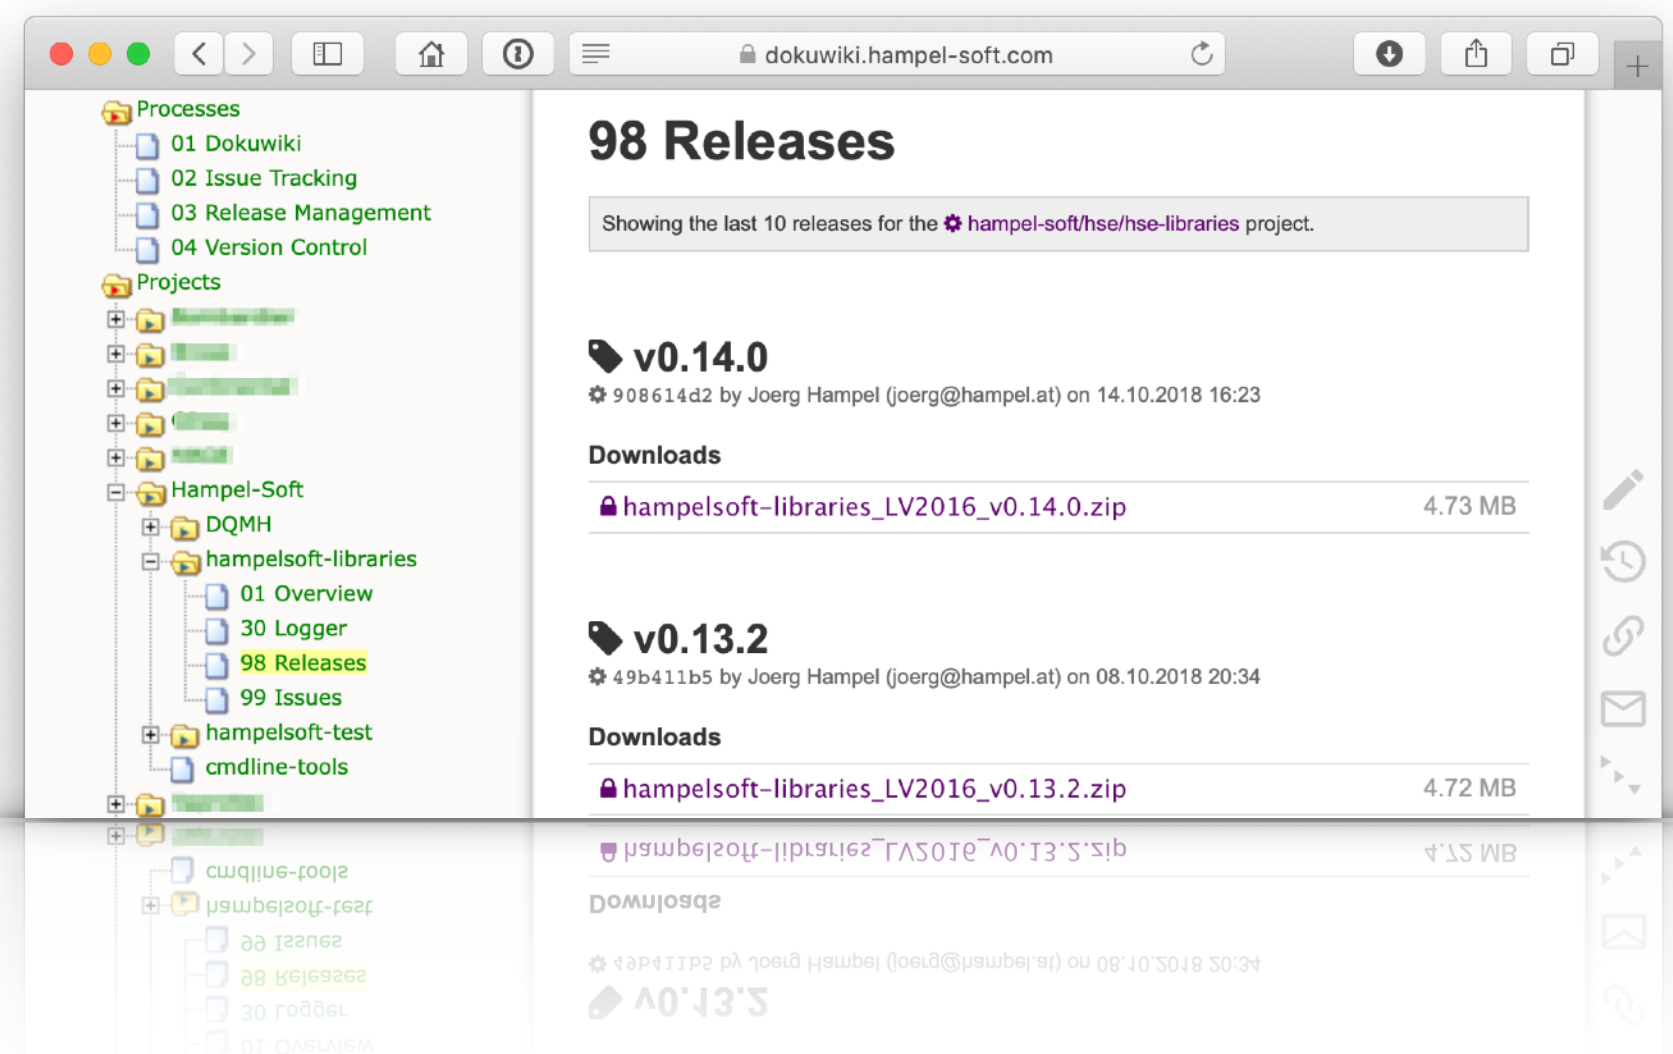 dokuwiki.hampel-soft.com
Processes
01 Dokuwiki
02 Issue Tracking
03 Release Management
04 Version Control
Projects
Hampel-Soft
DQMH
hampelsoft-libraries
01 Overview
30 Logger
98 Releases
99 Issues
hampelsoft-test
cmdline-tools
98 Releases
Showing the last 10 releases for the hampel-soft/hse/hse-libraries project.
v0.14.0
908614d2 by Joerg Hampel (joerg@hampel.at) on 14.10.2018 16:23
Downloads
hampelsoft-libraries_LV2016_v0.14.0.zip 4.73 MB
v0.13.2
49b411b5 by Joerg Hampel (joerg@hampel.at) on 08.10.2018 20:34
Downloads
hampelsoft-libraries_LV2016_v0.13.2.zip 4.72 MB